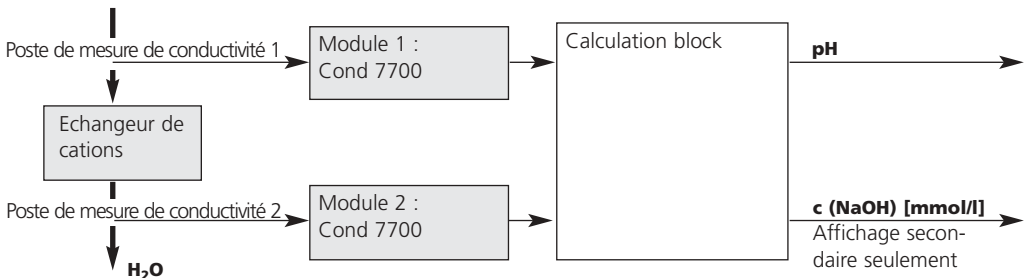 Poste de mesure de conductivité 1
Module 1 :
Cond 7700
Calculation block
pH
Echangeur de
cations
Poste de mesure de conductivité 2
Module 2 :
Cond 7700
c (NaOH) [mmol/l]
Affichage secon-
daire seulement
H₂O